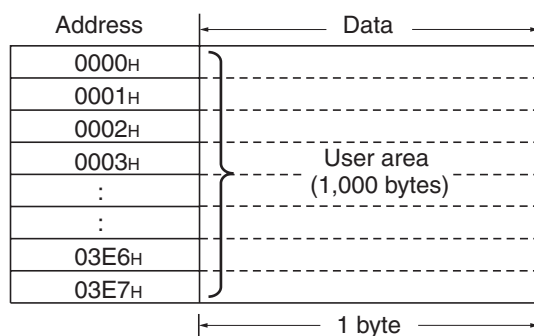 Address Data
0000H
0001H
0002H
0003H
:
:
03E6H
03E7H
User area
(1,000 bytes)
1 byte